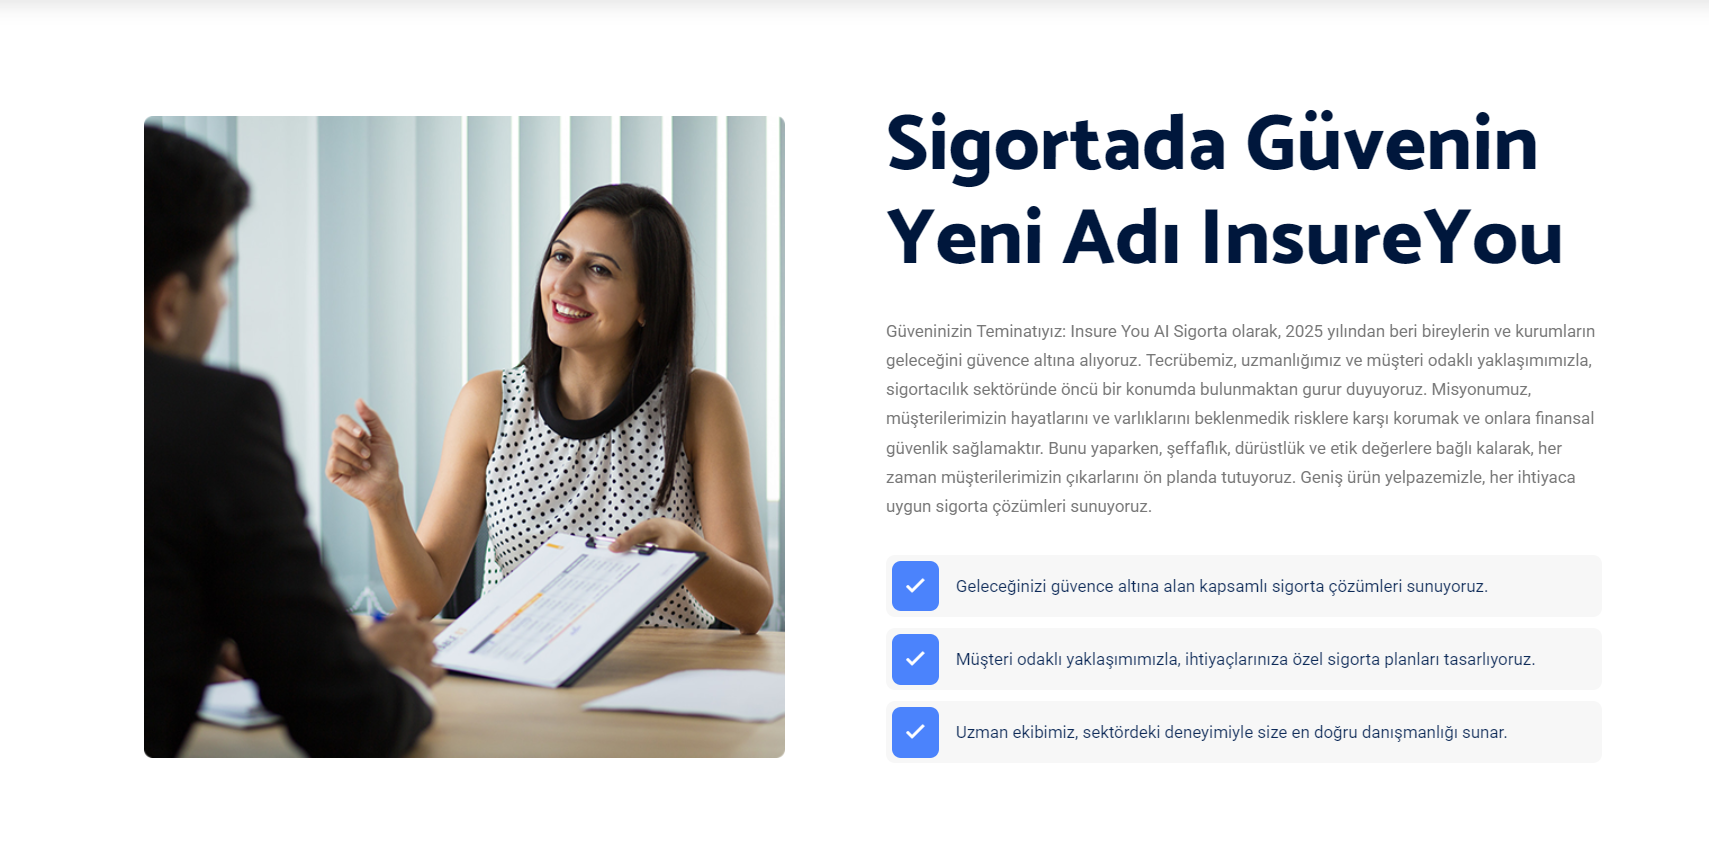 Sigortada Güvenin
Yeni Adı InsureYou
Güveninizin Teminatıyız: Insure You AI Sigorta olarak, 2025 yılından beri bireylerin ve kurumların
geleceğini güvence altına alıyoruz. Tecrübemiz, uzmanlığımız ve müşteri odaklı yaklaşımımızla,
sigortacılık sektöründe öncü bir konumda bulunmaktan gurur duyuyoruz. Misyonumuz,
müşterilerimizin hayatlarını ve varlıklarını beklenmedik risklere karşı korumak ve onlara finansal
güvenlik sağlamaktır. Bunu yaparken, şeffaflık, dürüstlük ve etik değerlere bağlı kalarak, her
zaman müşterilerimizin çıkarlarını ön planda tutuyoruz. Geniş ürün yelpazemizle, her ihtiyaca
uygun sigorta çözümleri sunuyoruz.
Geleceğinizi güvence altına alan kapsamlı sigorta çözümleri sunuyoruz.
Müşteri odaklı yaklaşımımızla, ihtiyaçlarınıza özel sigorta planları tasarlıyoruz.
Uzman ekibimiz, sektördeki deneyimiyle size en doğru danışmanlığı sunar.